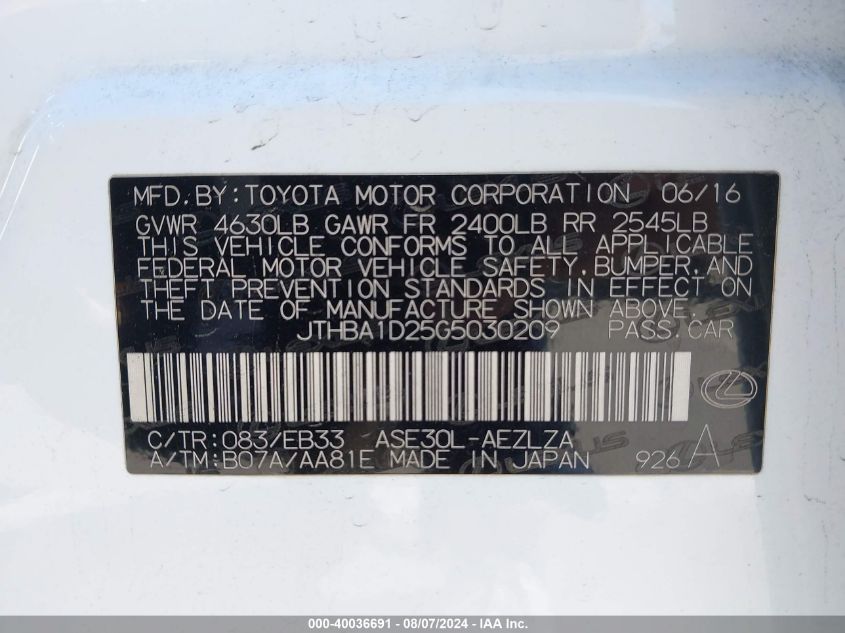 MFD. BY: TOYOTA MOTOR CORPORATION 06/16
GVWR 4630LB GAWR FR 2400LB RR 2545LB
THIS VEHICLE CONFORMS TO ALL APPLICABLE
FEDERAL MOTOR VEHICLE SAFETY, BUMPER, AND
THEFT PREVENTION STANDARDS IN EFFECT ON
THE DATE OF MANUFACTURE SHOWN ABOVE.
JTHBA1D25G5030209 PASS. CAR
C/TR: 083/EB33 ASE30L-AEZLZA
A/TM: B07A/AA81E MADE IN JAPAN 926 A
000-40036691 - 08/07/2024 - IAA Inc.